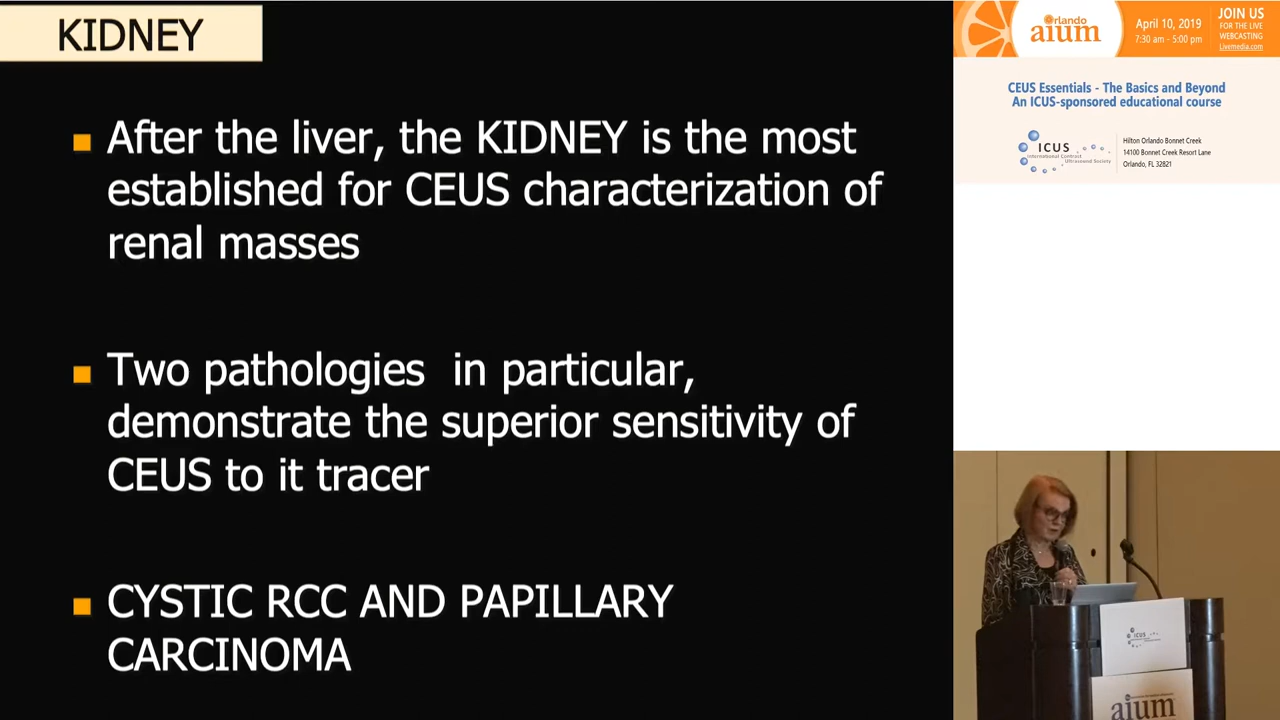 KIDNEY
After the liver, the KIDNEY is the most
established for CEUS characterization of
renal masses
Two pathologies in particular,
demonstrate the superior sensitivity of
CEUS to it tracer
CYSTIC RCC AND PAPILLARY
CARCINOMA
Orlando
aium
April 10, 2019
7:30 am - 5:00 pm
JOIN US
FOR THE LIVE
WEBCASTING
Livemedia.com
CEUS Essentials - The Basics and Beyond
An ICUS-sponsored educational course
ICUS
International Contrast
Ultrasound Society
Hilton Orlando Bonnet Creek
14100 Bonnet Creek Resort Lane
Orlando, FL 32821
ICUS
aium